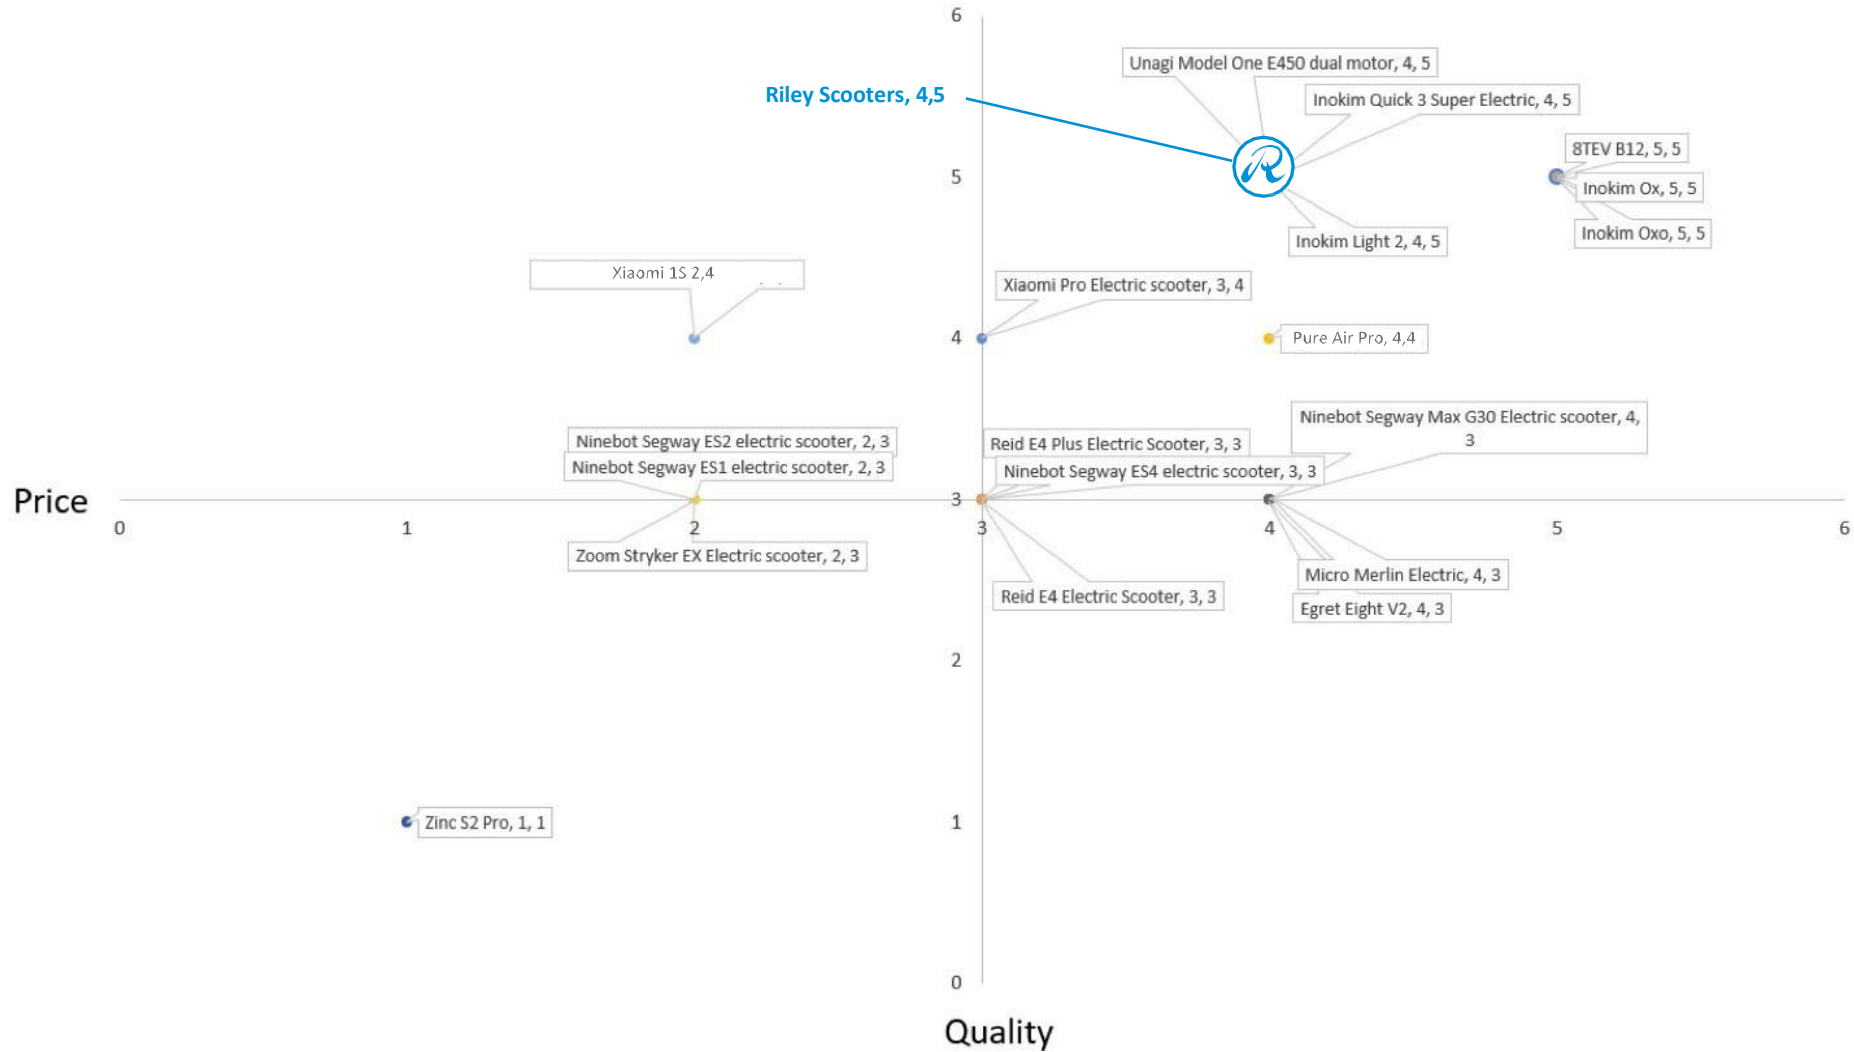 6
Unagi Model One E450 dual motor, 4, 5
Riley Scooters, 4,5
Inokim Quick 3 Super Electric, 4, 5
R
8TEV B12, 5, 5
5
Inokim Ox, 5, 5
Inokim Oxo, 5, 5
Inokim Light 2, 4, 5
Xiaomi 1S 2,4
Xiaomi Pro Electric scooter, 3, 4
4
Pure Air Pro, 4,4
Ninebot Segway Max G30 Electric scooter, 4,
3
Ninebot Segway ES2 electric scooter, 2, 3
Reid E4 Plus Electric Scooter, 3, 3
Ninebot Segway ES1 electric scooter, 2, 3
Ninebot Segway ES4 electric scooter, 3, 3
Price
3
0 1 2 3 4 5 6
Zoom Stryker EX Electric scooter, 2, 3
Micro Merlin Electric, 4, 3
Reid E4 Electric Scooter, 3, 3
Egret Eight V2, 4, 3
2
Zinc S2 Pro, 1, 1
1
0
Quality